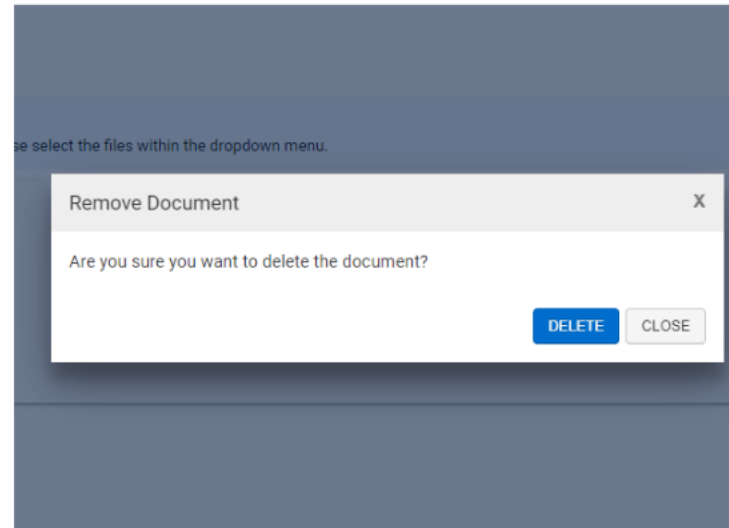 se select the files within the dropdown menu.
Remove Document X
Are you sure you want to delete the document?
DELETE CLOSE